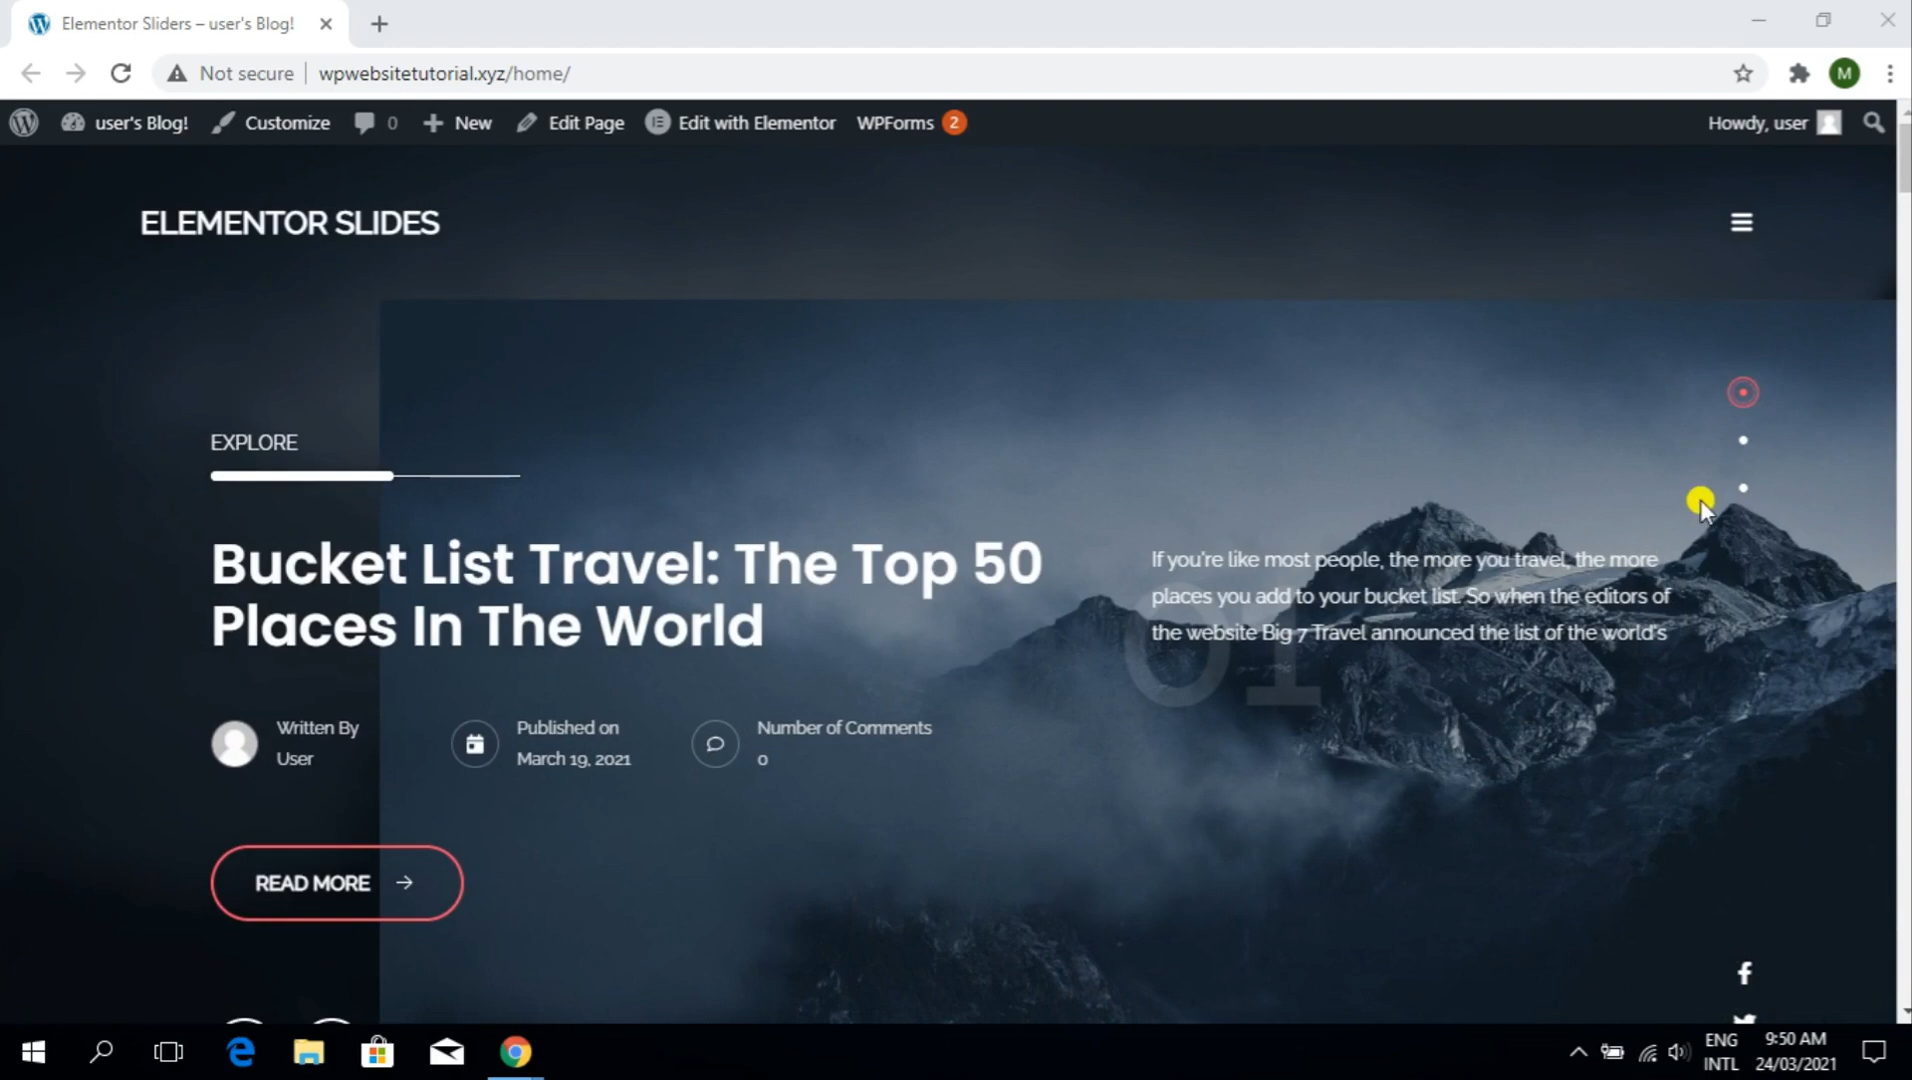 Elementor Sliders – user's Blog!
Not secure
wpwebsitetutorial.xyz/home/
M
user's Blog!
Customize
0
New
Edit Page
Edit with Elementor
WPForms 2
Howdy, user
ELEMENTOR SLIDES
EXPLORE
Bucket List Travel: The Top 50
Places In The World
If you're like most people, the more you travel, the more
places you add to your bucket list. So when the editors of
the website Big 7 Travel announced the list of the world's
01
Written By
User
Published on
March 19, 2021
Number of Comments
0
READ MORE
ENG
INTL
9:50 AM
24/03/2021